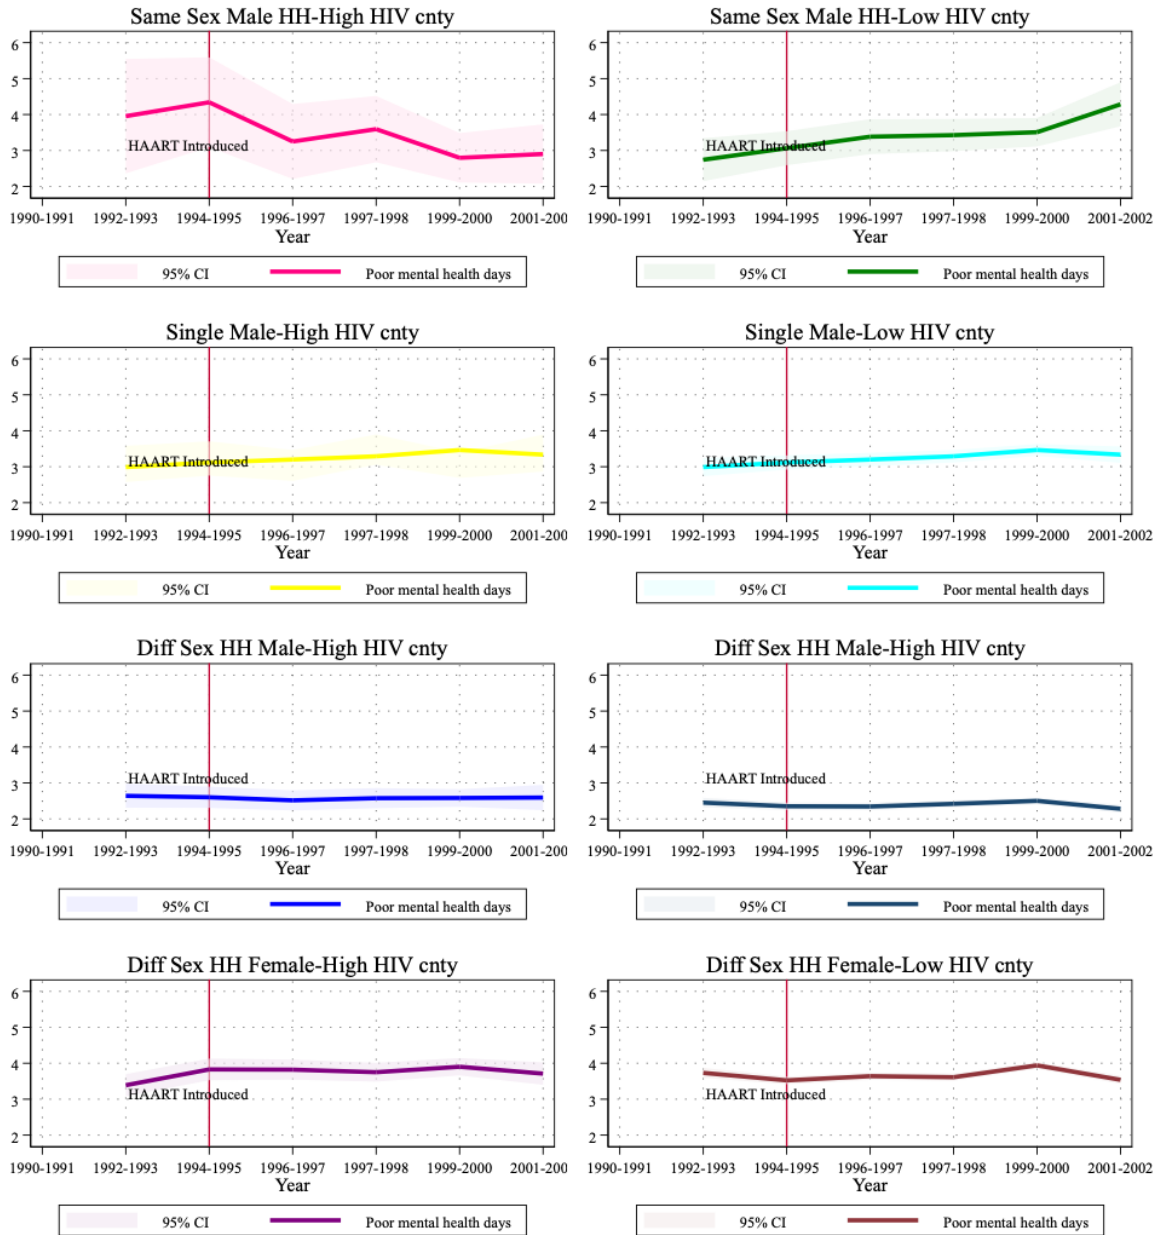 Same Sex Male HH-High HIV cnty
6
5
4
3
2
HAART Introduced
1990-1991 1992-1993 1994-1995 1996-1997 1997-1998 1999-2000 2001-200
Year
95% CI Poor mental health days
Same Sex Male HH-Low HIV cnty
6
5
4
3
2
HAART Introduced
1990-1991 1992-1993 1994-1995 1996-1997 1997-1998 1999-2000 2001-2002
Year
95% CI Poor mental health days
Single Male-High HIV cnty
6
5
4
3
2
HAART Introduced
1990-1991 1992-1993 1994-1995 1996-1997 1997-1998 1999-2000 2001-200
Year
95% CI Poor mental health days
Single Male-Low HIV cnty
6
5
4
3
2
HAART Introduced
1990-1991 1992-1993 1994-1995 1996-1997 1997-1998 1999-2000 2001-2002
Year
95% CI Poor mental health days
Diff Sex HH Male-High HIV cnty
6
5
4
3
2
HAART Introduced
1990-1991 1992-1993 1994-1995 1996-1997 1997-1998 1999-2000 2001-200
Year
95% CI Poor mental health days
Diff Sex HH Male-High HIV cnty
6
5
4
3
2
HAART Introduced
1990-1991 1992-1993 1994-1995 1996-1997 1997-1998 1999-2000 2001-2002
Year
95% CI Poor mental health days
Diff Sex HH Female-High HIV cnty
6
5
4
3
2
HAART Introduced
1990-1991 1992-1993 1994-1995 1996-1997 1997-1998 1999-2000 2001-200
Year
95% CI Poor mental health days
Diff Sex HH Female-Low HIV cnty
6
5
4
3
2
HAART Introduced
1990-1991 1992-1993 1994-1995 1996-1997 1997-1998 1999-2000 2001-2002
Year
95% CI Poor mental health days